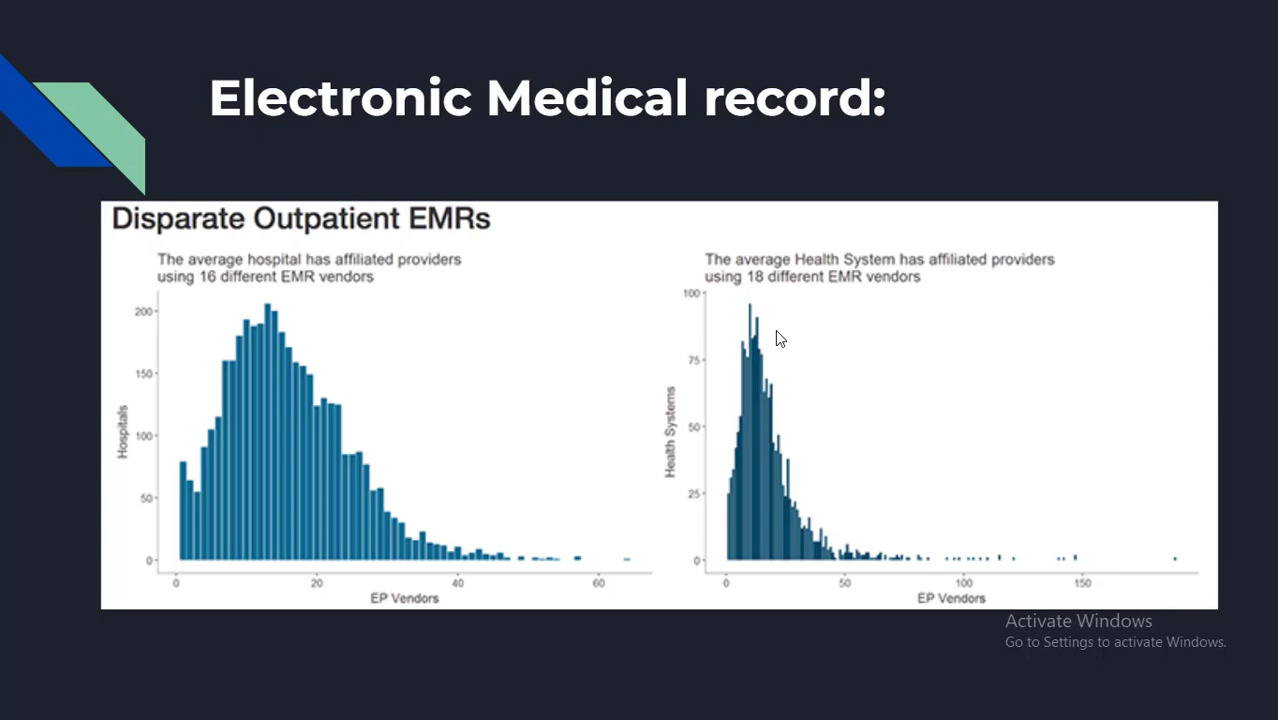 Electronic Medical record:
Disparate Outpatient EMRs
The average hospital has affiliated providers
using 16 different EMR vendors
200
150
100
50
0
Hospitals
0 20 40 60
EP Vendors
The average Health System has affiliated providers
using 18 different EMR vendors
100
75
50
25
0
Health Systems
0 50 100 150
EP Vendors
Activate Windows
Go to Settings to activate Windows.